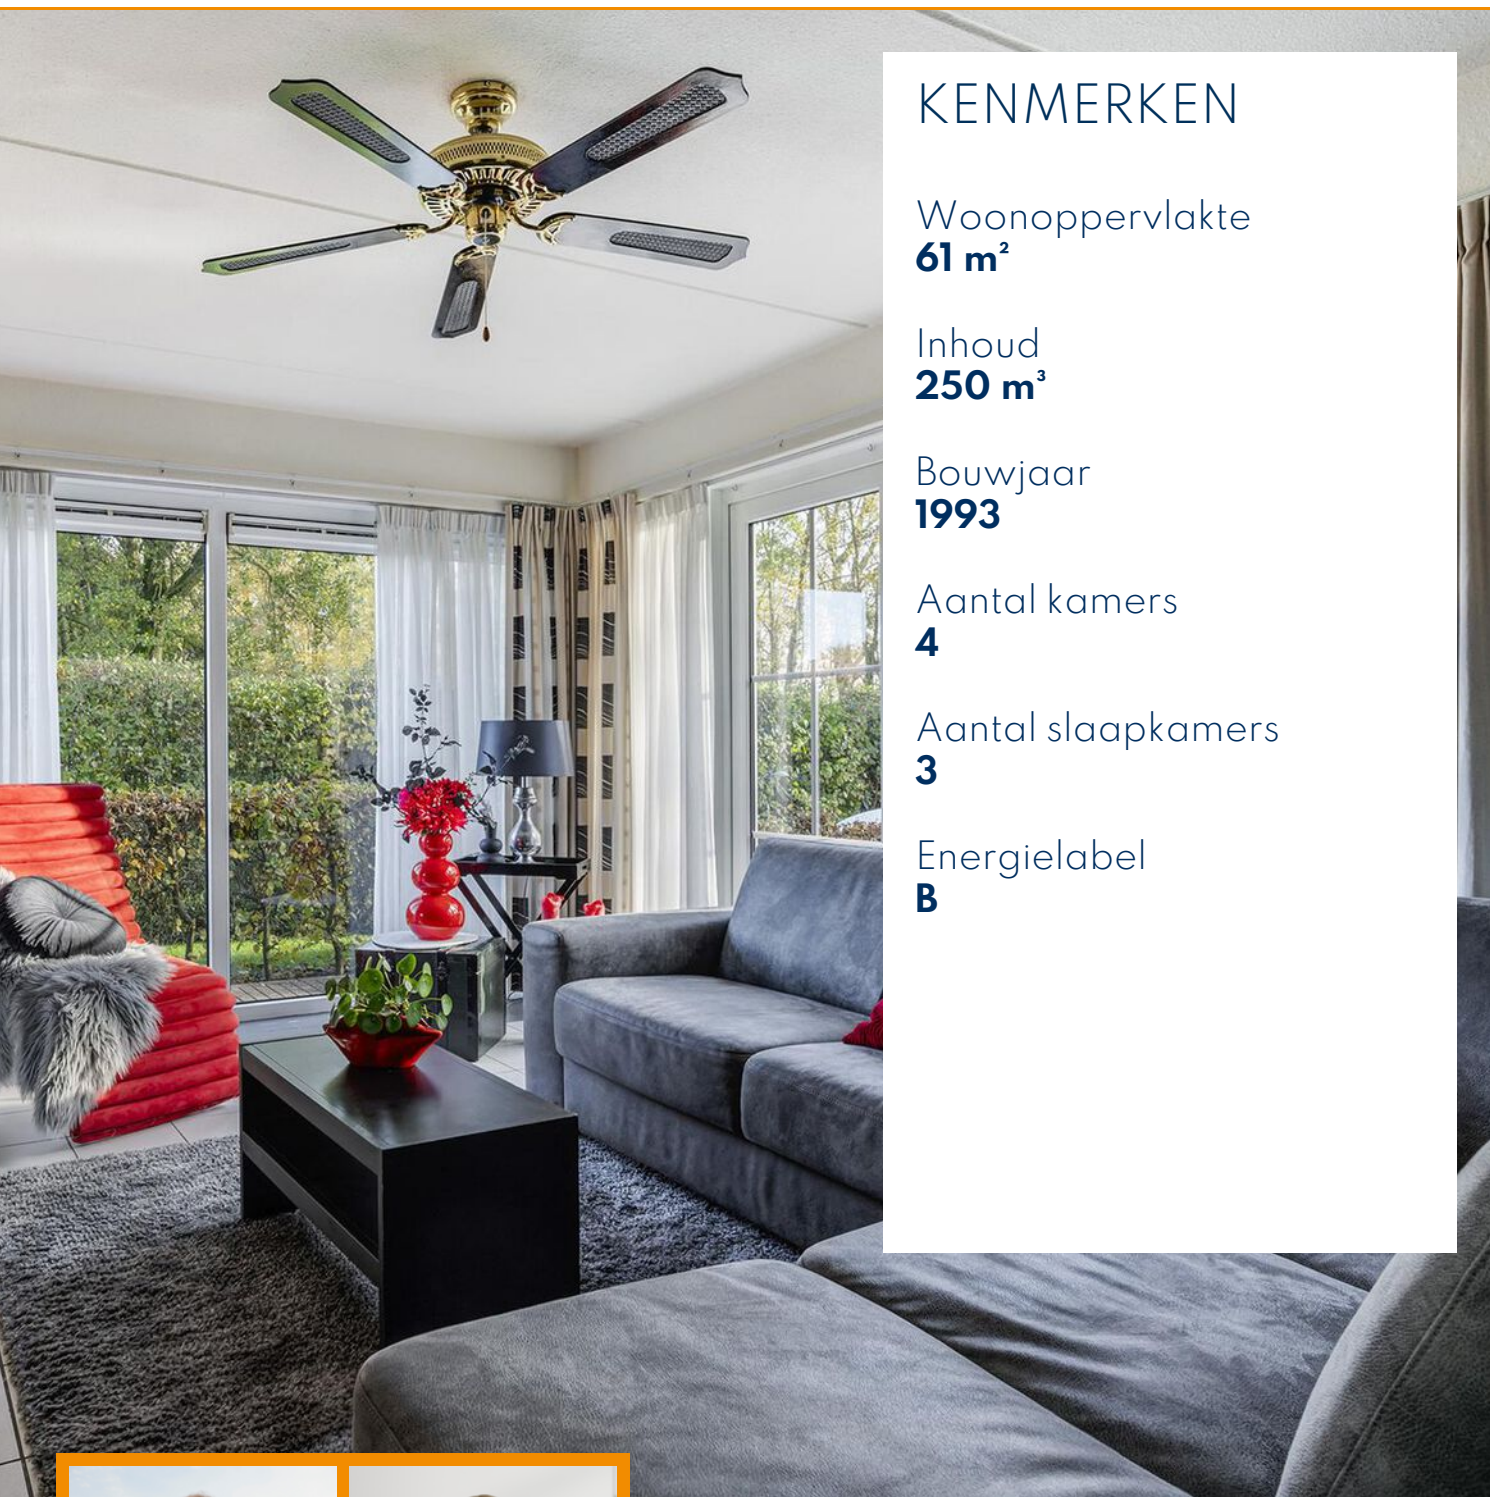 KENMERKEN
Woonoppervlakte
61 m²
Inhoud
250 m³
Bouwjaar
1993
Aantal kamers
4
Aantal slaapkamers
3
Energielabel
B